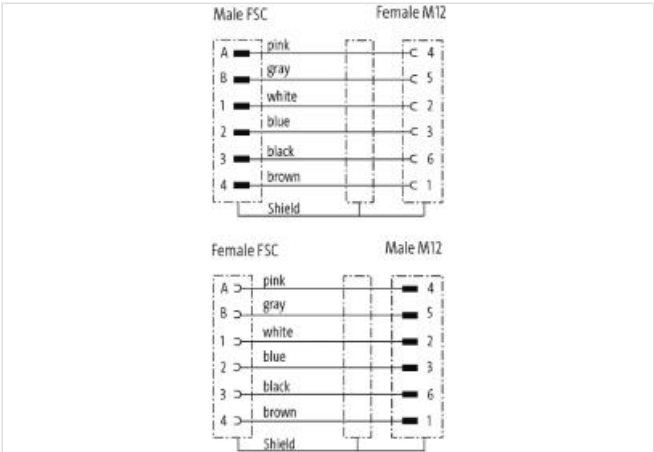 Male FSC Female M12
A pink 4
B gray 5
1 white 2
2 blue 3
3 black 6
4 brown 1
Shield
Female FSC Male M12
A pink 4
B gray 5
1 white 2
2 blue 3
3 black 6
4 brown 1
Shield